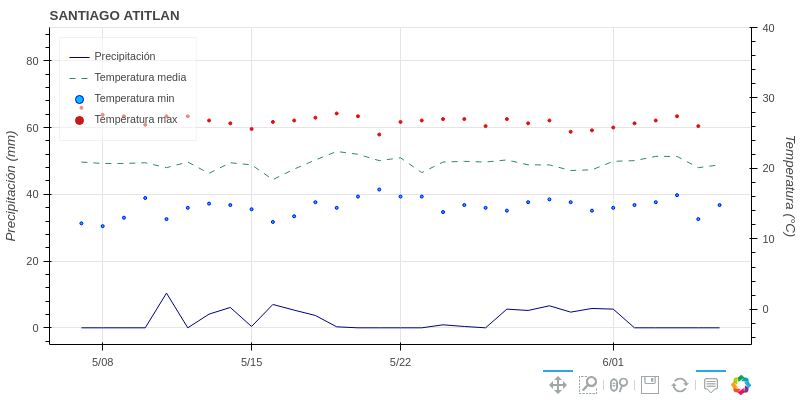 SANTIAGO ATITLAN
Precipitación
Temperatura media
Temperatura min
Temperatura max
Precipitación (mm)
80
60
40
20
0
Temperatura (°C)
40
30
20
10
0
5/08
5/15
5/22
6/01